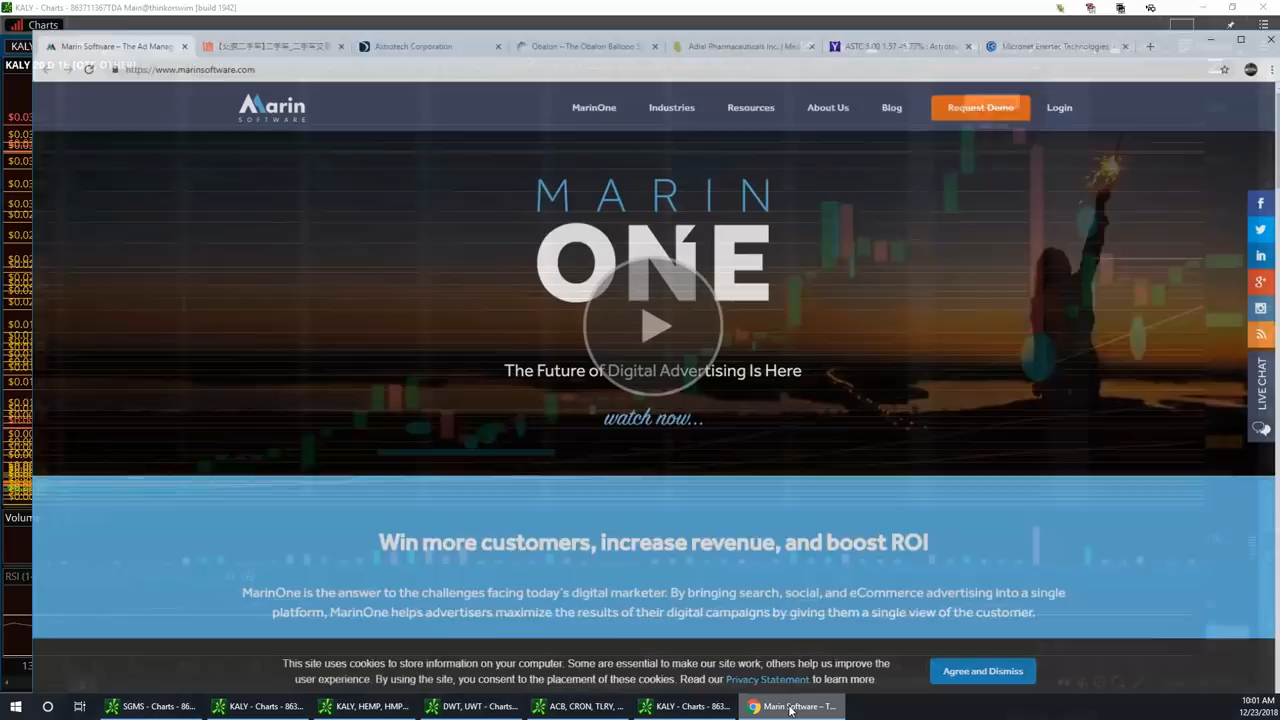 KALY - Charts - 863711367TDA Main@thinkorswim [build 1942]
Charts
KALY
Marin Software – The Ad Manag
Astrotech Corporation
Obalon – The Obalon Balloon S
Adial Pharmaceuticals Inc. | Me
ASTC 5.00 1.57 45.77% : Astrote
Micronet Enertec Technologies
https://www.marinsoftware.com
Marin
SOFTWARE
MarinOne
Industries
Resources
About Us
Blog
Request Demo
Login
MARIN
ONE
The Future of Digital Advertising Is Here
watch now...
LIVE CHAT
Volum
Win more customers, increase revenue, and boost ROI
RSI (1
MarinOne is the answer to the challenges facing today's digital marketer. By bringing search, social, and eCommerce advertising into a single
platform, MarinOne helps advertisers maximize the results of their digital campaigns by giving them a single view of the customer.
This site uses cookies to store information on your computer. Some are essential to make our site work; others help us improve the
user experience. By using the site, you consent to the placement of these cookies. Read our Privacy Statement to learn more.
Agree and Dismiss
SGMS - Charts - 86...
KALY - Charts - 863...
KALY, HEMP, HMP...
DWT, UWT - Charts...
ACB, CRON, TLRY, ...
KALY - Charts - 863...
Marin Software – T...
10:01 AM
12/23/2018